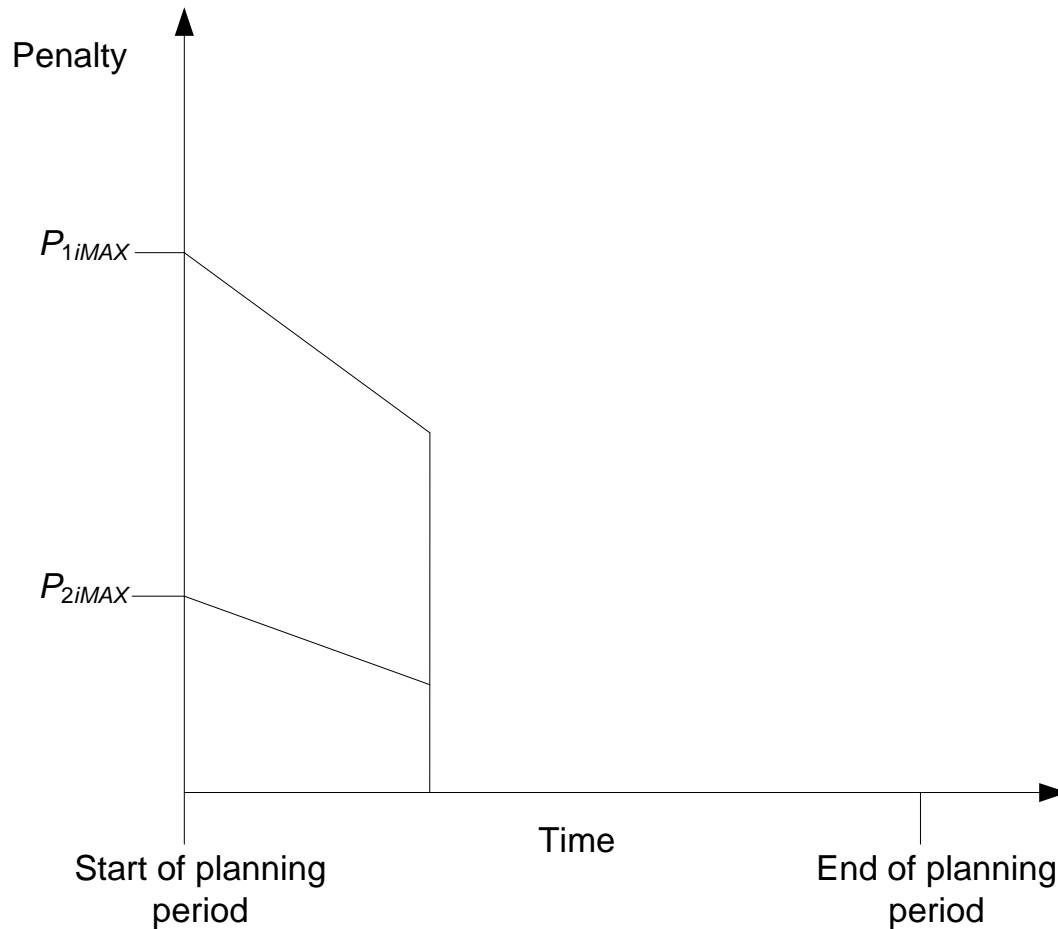 Penalty
P1iMAX
P2iMAX
Time
Start of planning
period
End of planning
period